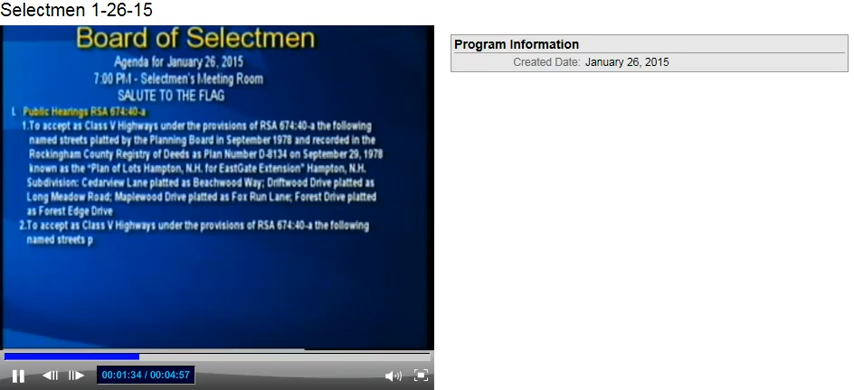 Selectmen 1-26-15
Board of Selectmen
Agenda for January 26, 2015
7:00 PM - Selectmen's Meeting Room
SALUTE TO THE FLAG
I. Public Hearings RSA 674:40-a
1.To accept as Class V Highways under the provisions of RSA 674:40-a the following
named streets platted by the Planning Board in September 1978 and recorded in the
Rockingham County Registry of Deeds as Plan Number D-8134 on September 29, 1978
known as the "Plan of Lots Hampton, N.H. for EastGate Extension" Hampton, N.H.
Subdivision: Cedarview Lane platted as Beachwood Way; Driftwood Drive platted as
Long Meadow Road; Maplewood Drive platted as Fox Run Lane; Forest Drive platted
as Forest Edge Drive
2.To accept as Class V Highways under the provisions of RSA 674:40-a the following
named streets p
00:01:34 / 00:04:57
Program Information
Created Date: January 26, 2015